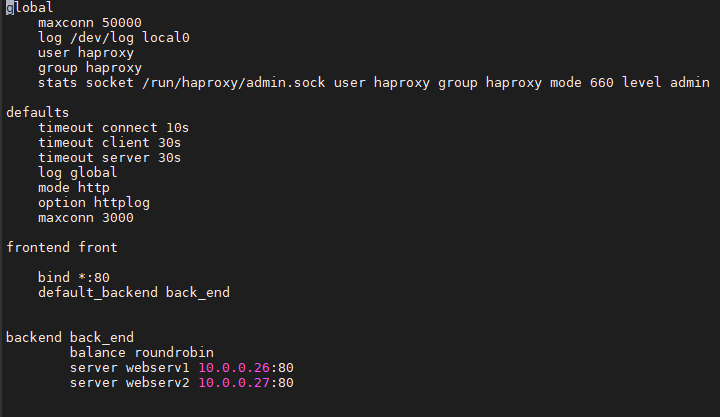 global
    maxconn 50000
    log /dev/log local0
    user haproxy
    group haproxy
    stats socket /run/haproxy/admin.sock user haproxy group haproxy mode 660 level admin

defaults
    timeout connect 10s
    timeout client 30s
    timeout server 30s
    log global
    mode http
    option httplog
    maxconn 3000

frontend front

    bind *:80
    default_backend back_end


backend back_end
        balance roundrobin
        server webserv1 10.0.0.26:80
        server webserv2 10.0.0.27:80